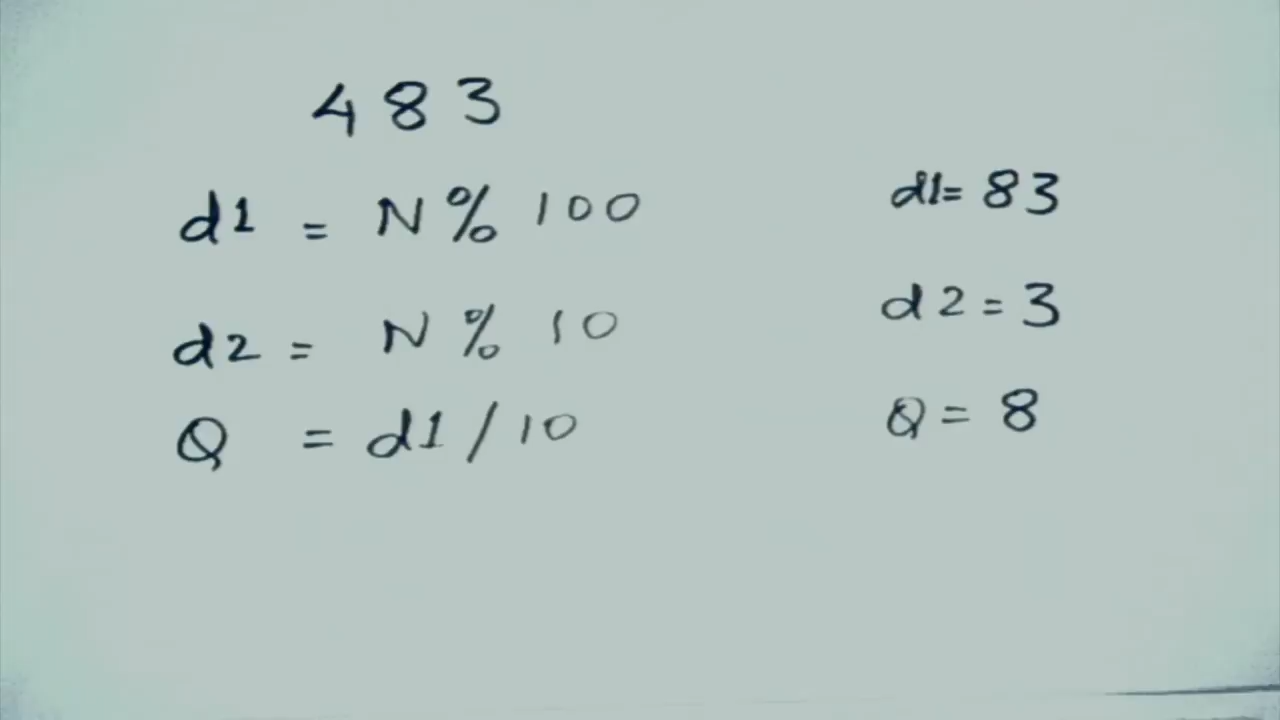 483
d1 = N % 100
d2 = N % 10
Q = d1 / 10
d1= 83
d2 = 3
Q = 8